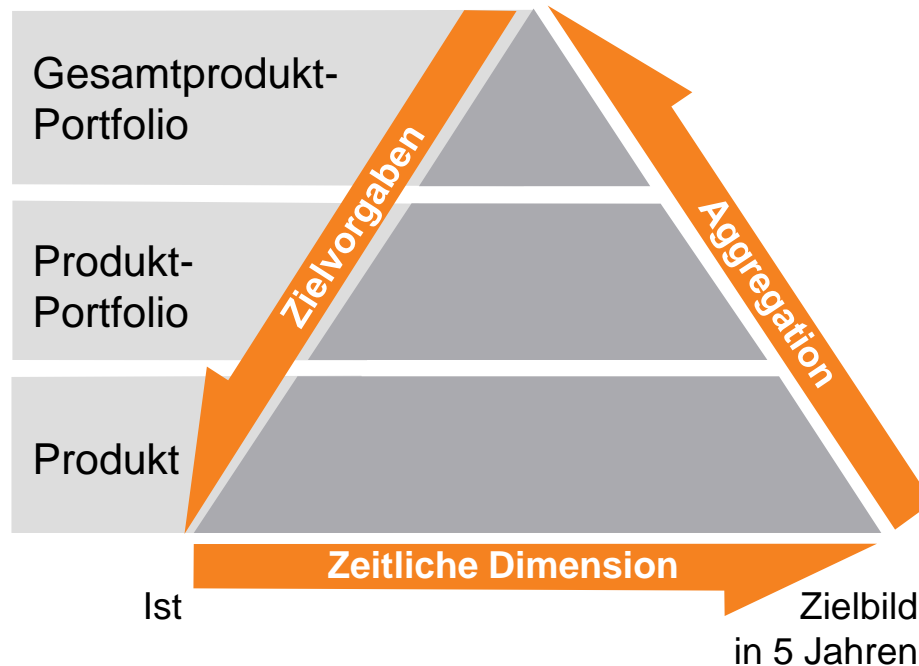 Gesamtprodukt-
Portfolio
Zielvorgaben
Aggregation
Produkt-
Portfolio
Produkt
Zeitliche Dimension
Ist
Zielbild
in 5 Jahren